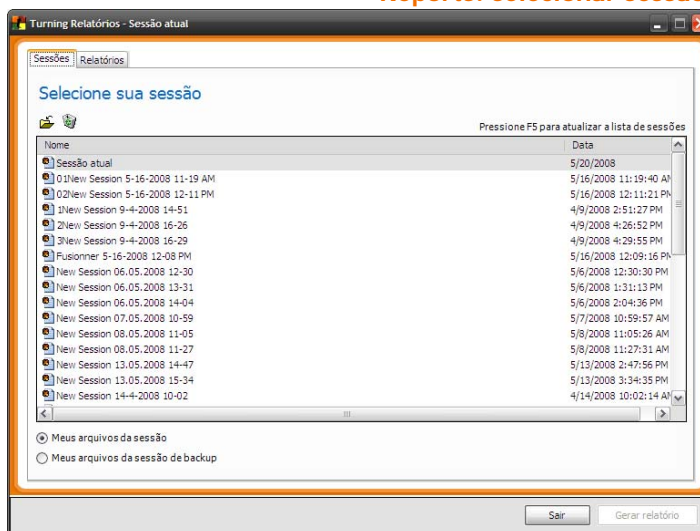 Turning Relatórios - Sessão atual
Sessões Relatórios
Selecione sua sessão
Pressione F5 para atualizar a lista de sessões
Nome Data
Sessão atual 5/20/2008
01New Session 5-16-2008 11-19 AM 5/16/2008 11:19:40 AM
02New Session 5-16-2008 12-11 PM 5/16/2008 12:11:21 PM
1New Session 9-4-2008 14-51 4/9/2008 2:51:27 PM
2New Session 9-4-2008 16-26 4/9/2008 4:26:52 PM
3New Session 9-4-2008 16-29 4/9/2008 4:29:55 PM
Fusionner 5-16-2008 12-08 PM 5/16/2008 12:09:16 PM
New Session 06.05.2008 12-30 5/6/2008 12:30:30 PM
New Session 06.05.2008 13-31 5/6/2008 1:31:13 PM
New Session 06.05.2008 14-04 5/6/2008 2:04:36 PM
New Session 07.05.2008 10-59 5/7/2008 10:59:57 AM
New Session 08.05.2008 11-05 5/8/2008 11:05:26 AM
New Session 08.05.2008 11-27 5/8/2008 11:27:31 AM
New Session 13.05.2008 14-47 5/13/2008 2:47:56 PM
New Session 13.05.2008 15-34 5/13/2008 3:34:35 PM
New Session 14-4-2008 10-02 4/14/2008 10:02:14 AM
Meus arquivos da sessão
Meus arquivos da sessão de backup
Sair Gerar relatório